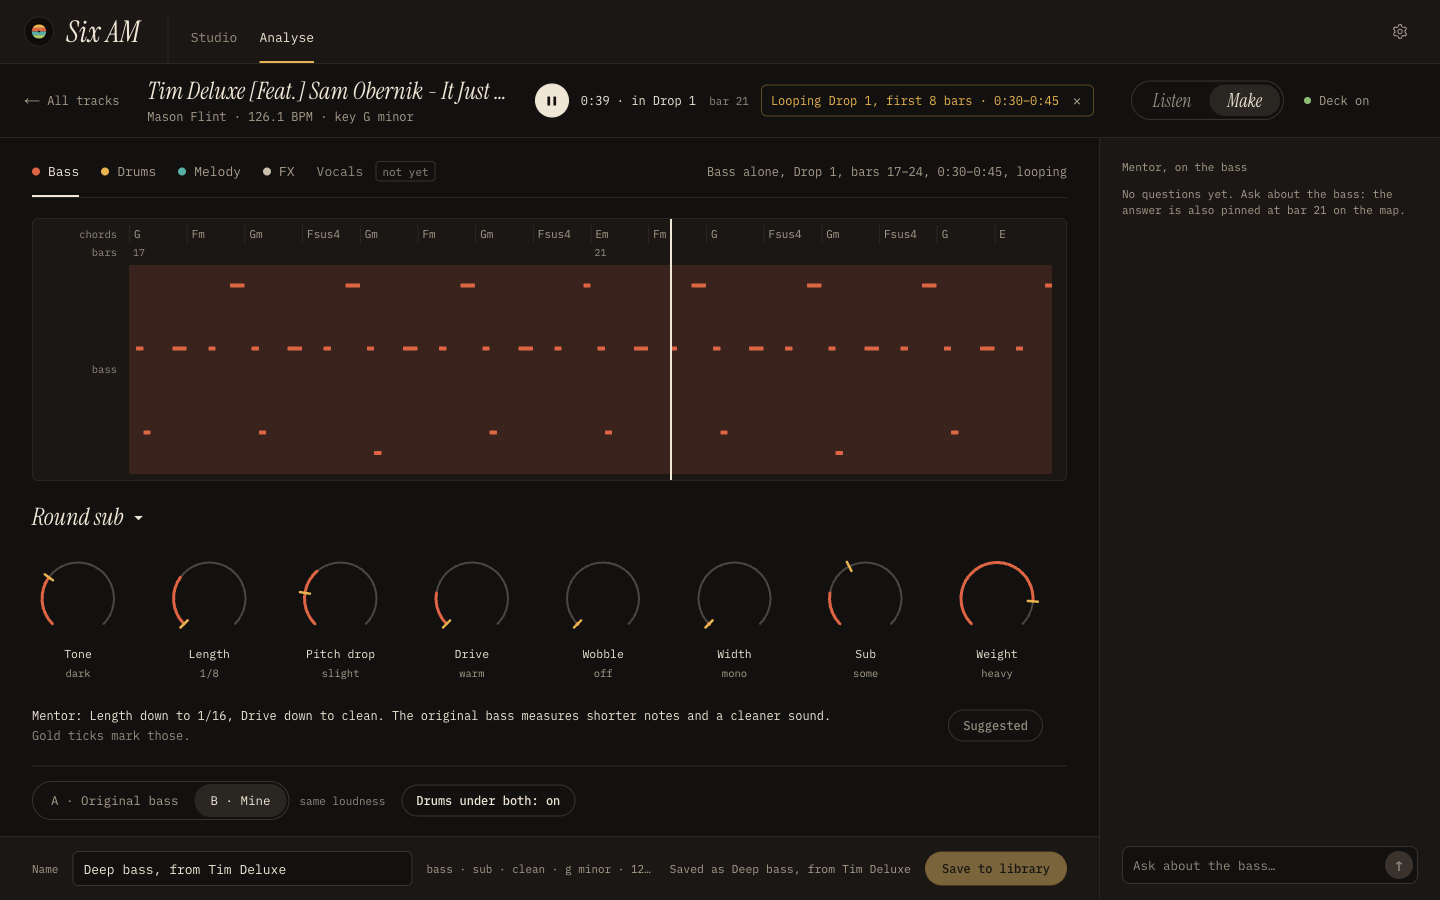 Six AM
Studio
Analyse
← All tracks
Tim Deluxe [Feat.] Sam Obernik - It Just ...
Mason Flint · 126.1 BPM · key G minor
0:39 · in Drop 1
bar 21
Looping Drop 1, first 8 bars · 0:30–0:45 ×
Listen
Make
Deck on
Bass
Drums
Melody
FX
Vocals
not yet
Bass alone, Drop 1, bars 17–24, 0:30–0:45, looping
chords G Fm Gm Fsus4 Gm Fm Gm Fsus4 Em Fm G Fsus4 Gm Fsus4 G E
bars 17 21
bass
Round sub
Tone Length Pitch drop Drive Wobble Width Sub Weight
dark 1/8 slight warm off mono some heavy
Mentor: Length down to 1/16, Drive down to clean. The original bass measures shorter notes and a cleaner sound.
Gold ticks mark those.
Suggested
A · Original bass
B · Mine
same loudness
Drums under both: on
Name
Deep bass, from Tim Deluxe
bass · sub · clean · g minor · 12…
Saved as Deep bass, from Tim Deluxe
Save to library
Mentor, on the bass
No questions yet. Ask about the bass: the
answer is also pinned at bar 21 on the map.
Ask about the bass…
↑